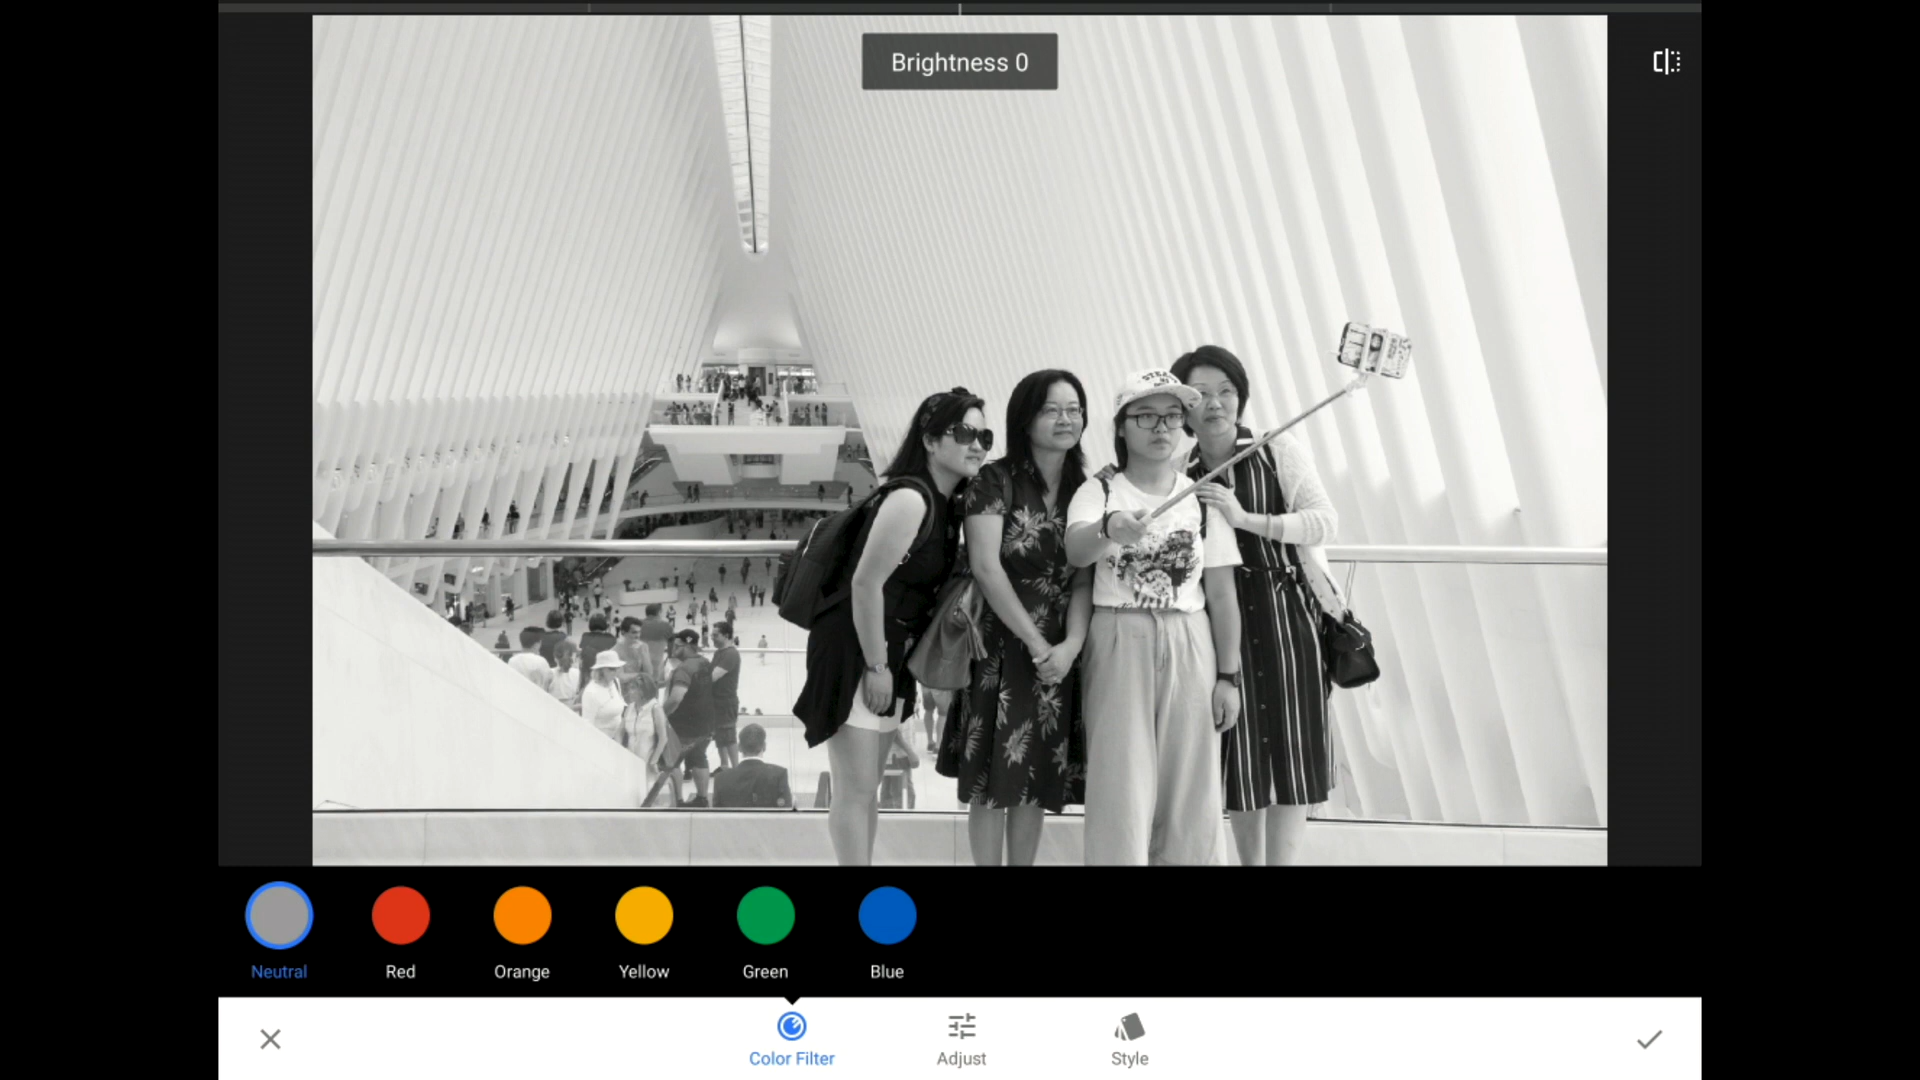 Brightness 0
Neutral
Red
Orange
Yellow
Green
Blue
Color Filter
Adjust
Style